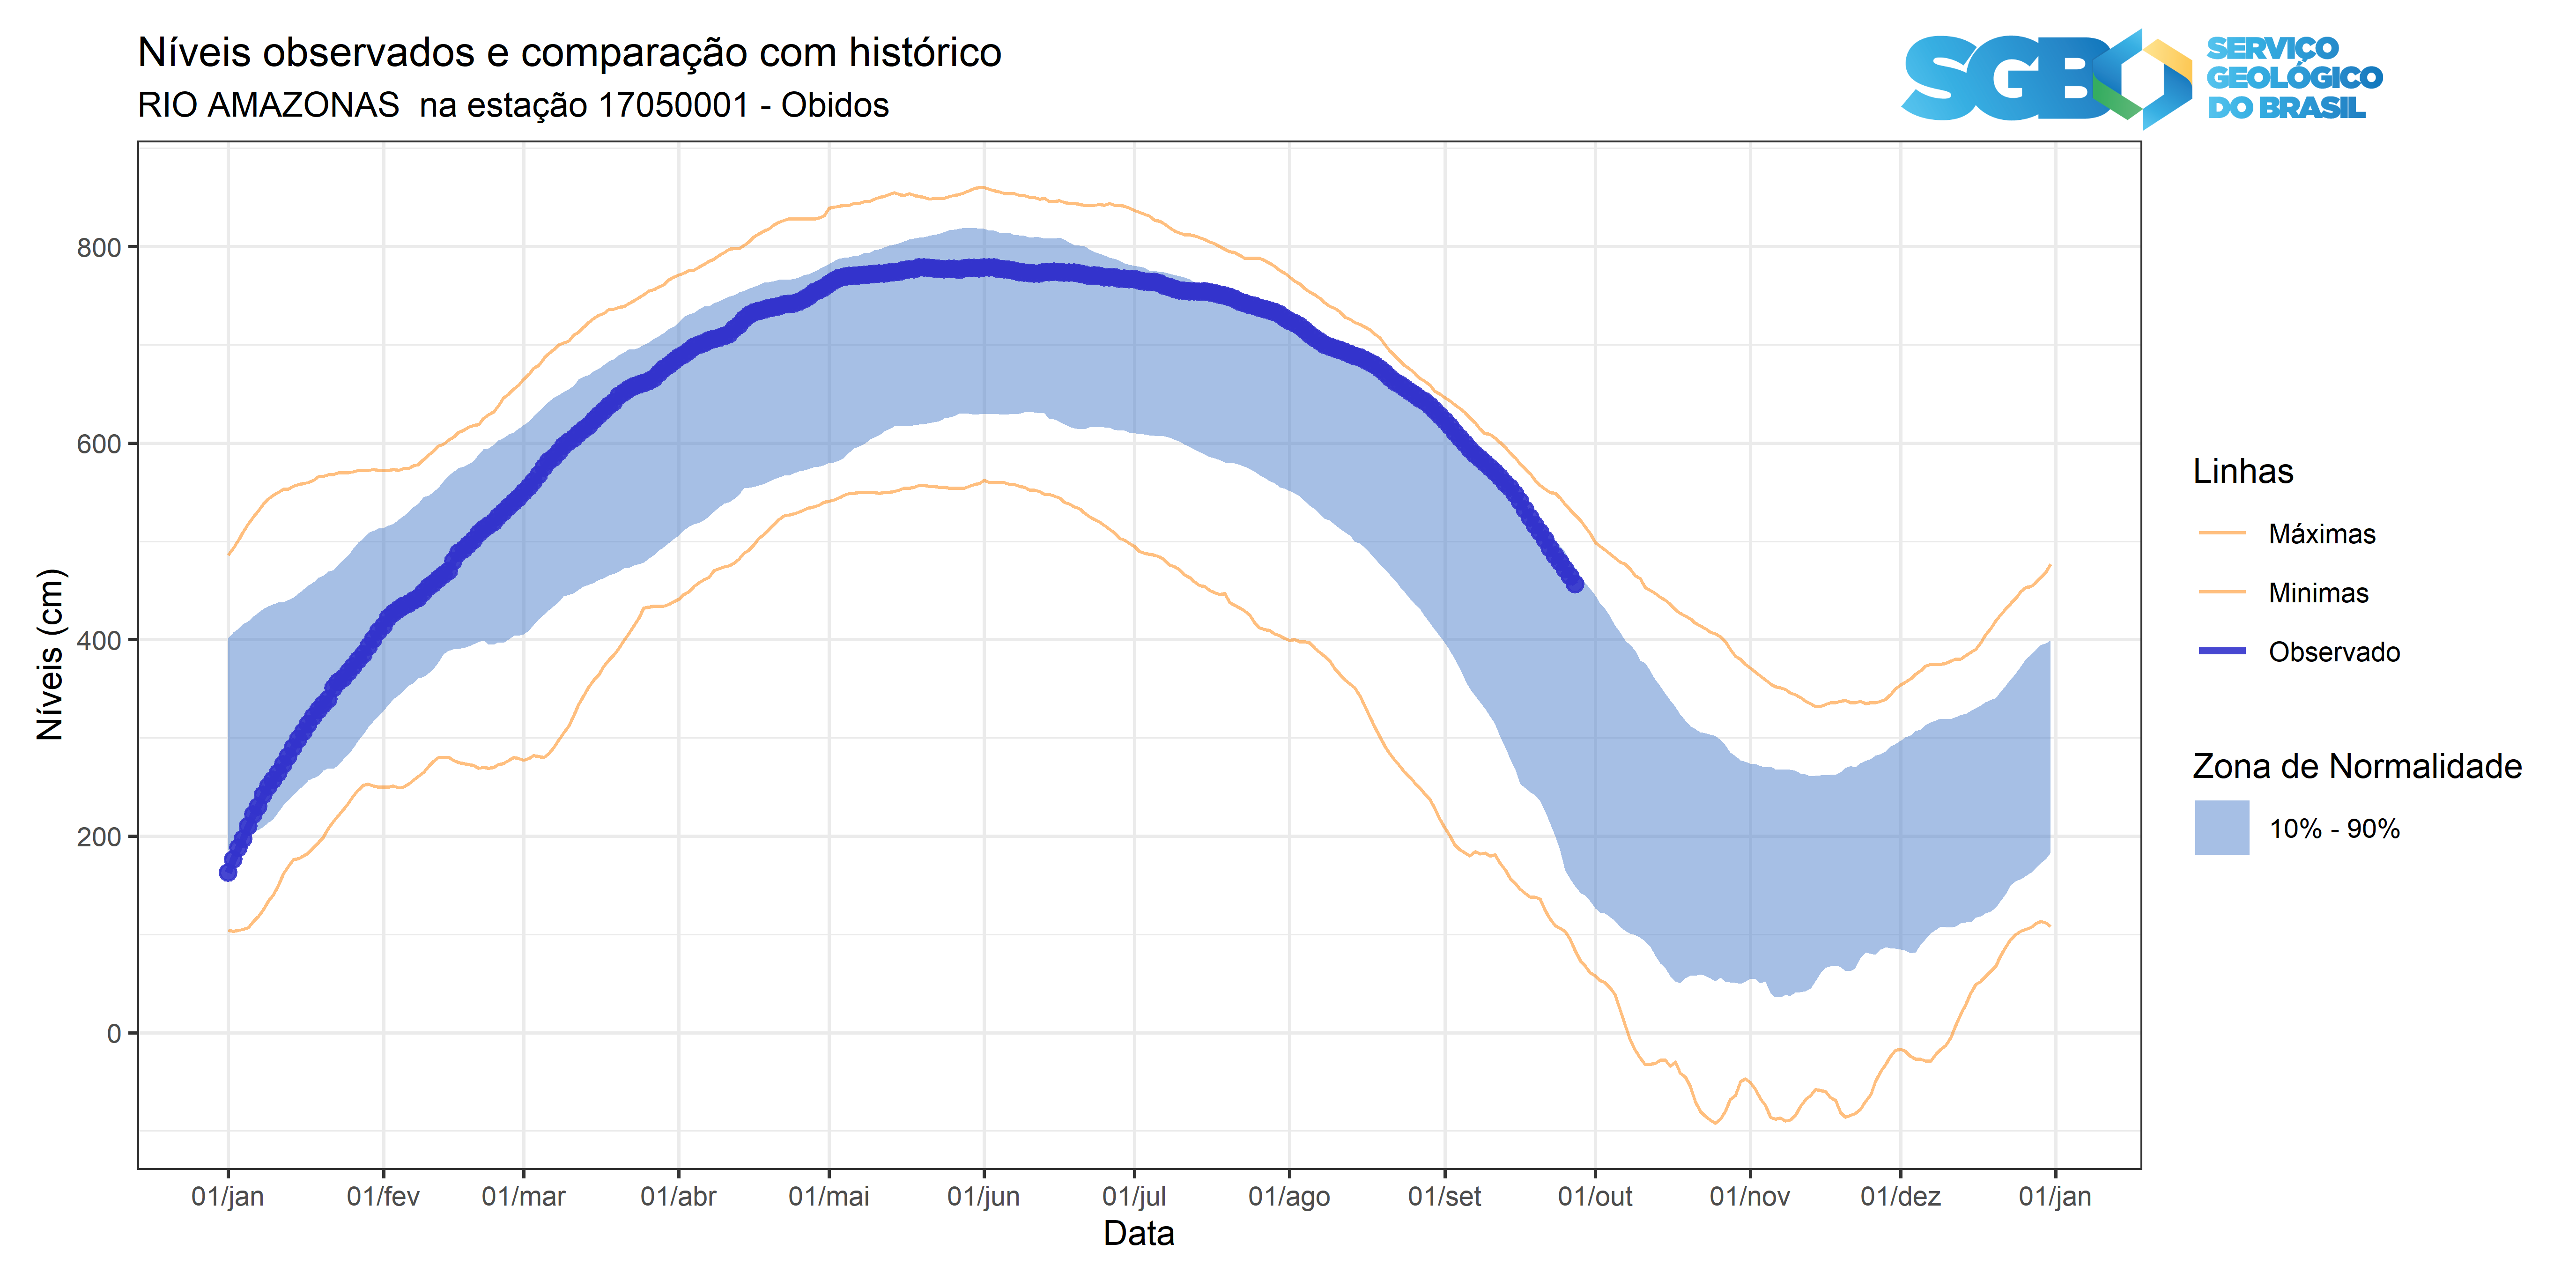 Níveis observados e comparação com histórico
RIO AMAZONAS  na estação 17050001 - Obidos
SGB
SERVIÇO
GEOLÓGICO
DO BRASIL
Níveis (cm)
800
600
400
200
0
01/jan 01/fev 01/mar 01/abr 01/mai 01/jun 01/jul 01/ago 01/set 01/out 01/nov 01/dez 01/jan
Data
Linhas
Máximas
Minimas
Observado
Zona de Normalidade
10% - 90%